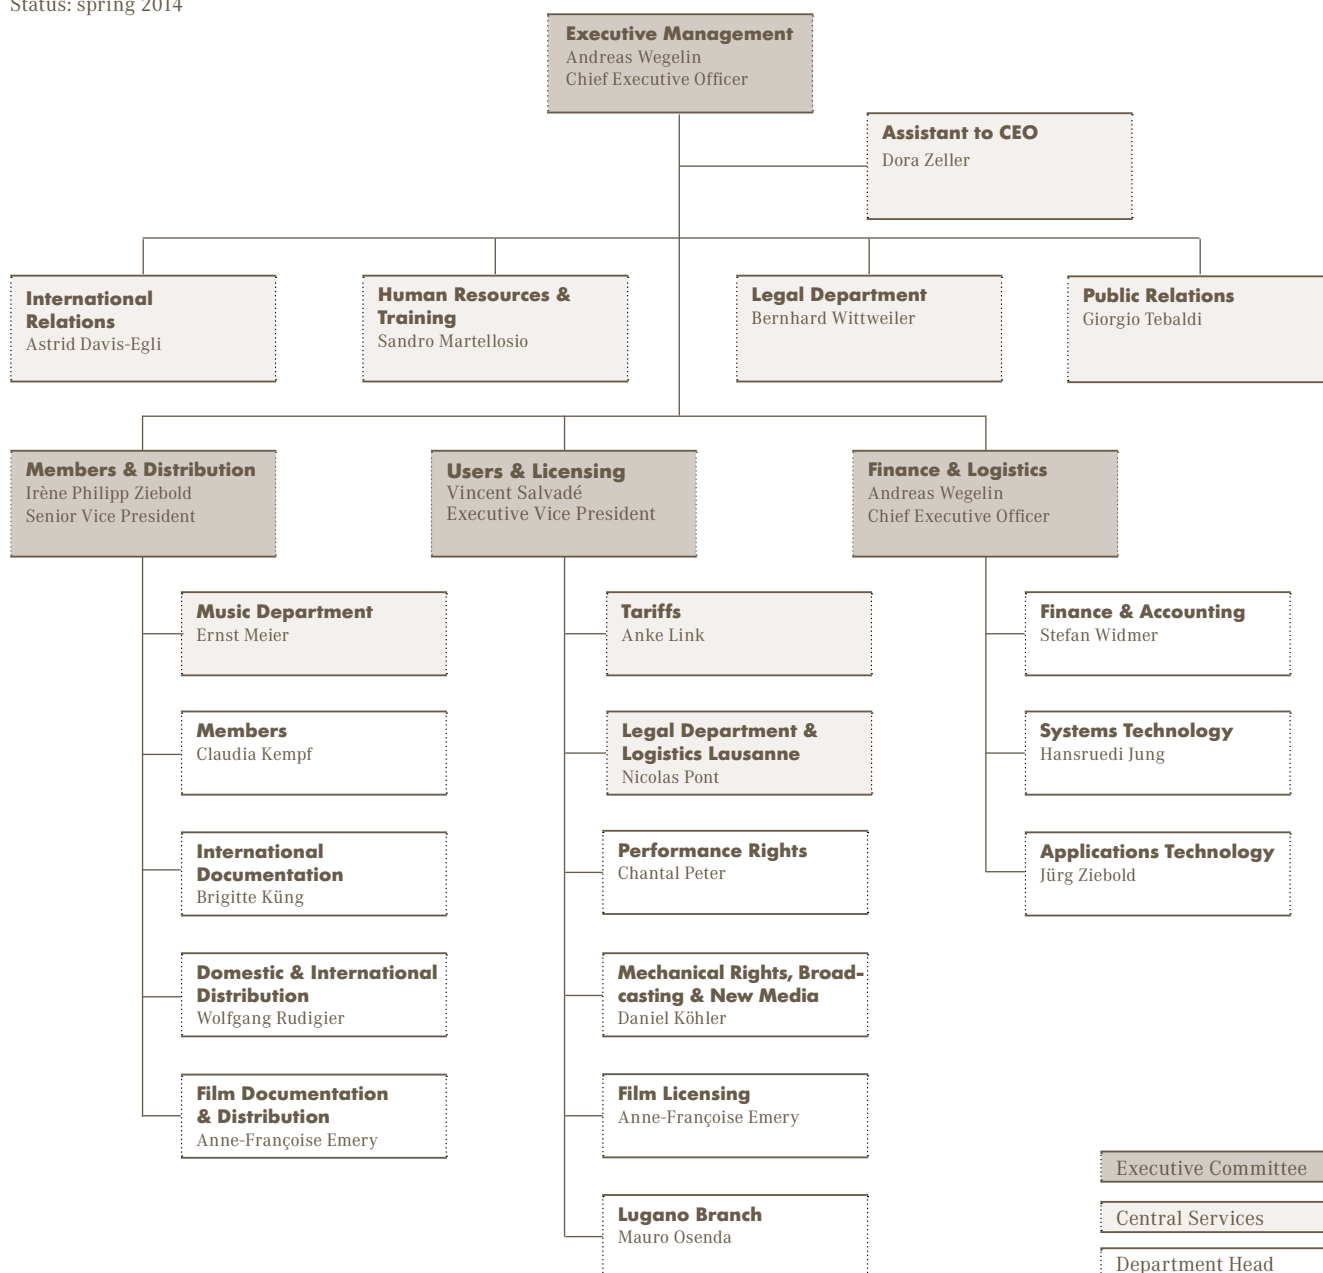 Status: spring 2014
Executive Management
Andreas Wegelin
Chief Executive Officer
Assistant to CEO
Dora Zeller
International
Relations
Astrid Davis-Egli
Human Resources &
Training
Sandro Martellosio
Legal Department
Bernhard Wittweiler
Public Relations
Giorgio Tebaldi
Members & Distribution
Irène Philipp Ziebold
Senior Vice President
Users & Licensing
Vincent Salvadé
Executive Vice President
Finance & Logistics
Andreas Wegelin
Chief Executive Officer
Music Department
Ernst Meier
Members
Claudia Kempf
International
Documentation
Brigitte Küng
Domestic & International
Distribution
Wolfgang Rudigier
Film Documentation
& Distribution
Anne-Françoise Emery
Tariffs
Anke Link
Legal Department &
Logistics Lausanne
Nicolas Pont
Performance Rights
Chantal Peter
Mechanical Rights, Broad-
casting & New Media
Daniel Köhler
Film Licensing
Anne-Françoise Emery
Lugano Branch
Mauro Osenda
Finance & Accounting
Stefan Widmer
Systems Technology
Hansruedi Jung
Applications Technology
Jürg Ziebold
Executive Committee
Central Services
Department Head